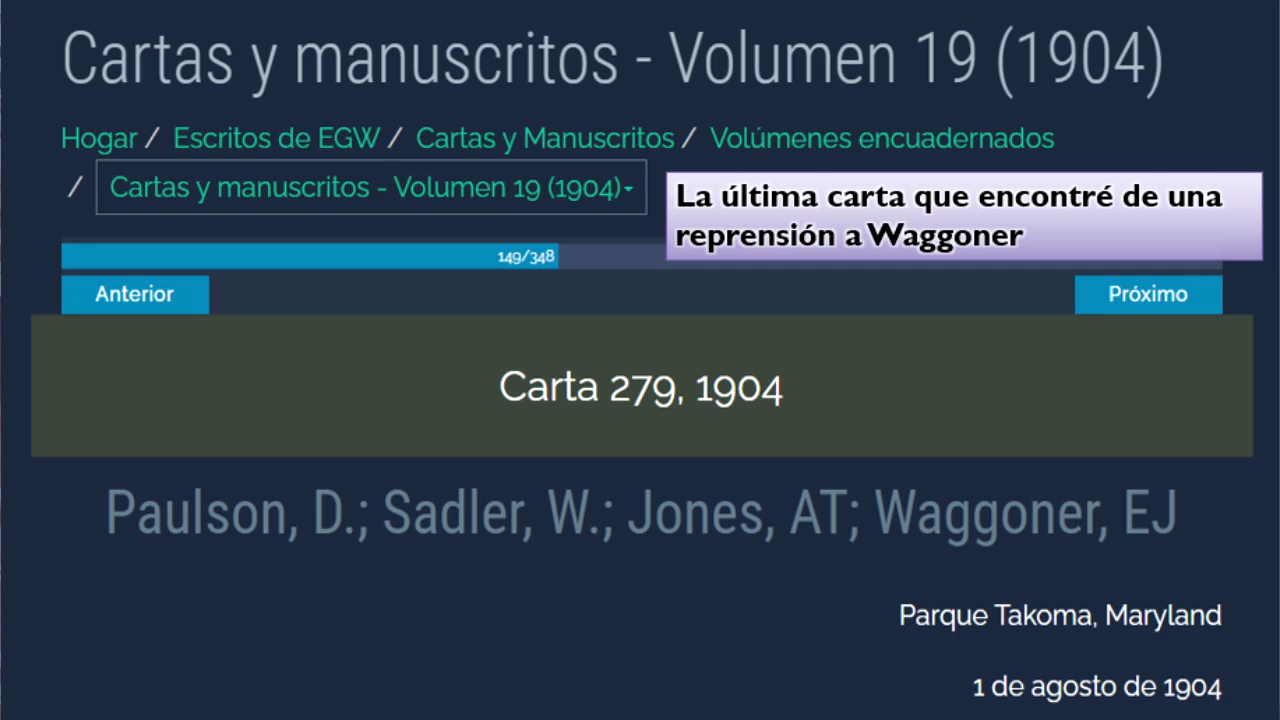 Cartas y manuscritos - Volumen 19 (1904)
Hogar / Escritos de EGW / Cartas y Manuscritos / Volúmenes encuadernados
/ Cartas y manuscritos - Volumen 19 (1904)
La última carta que encontré de una
reprensión a Waggoner
149/348
Anterior
Próximo
Carta 279, 1904
Paulson, D.; Sadler, W.; Jones, AT; Waggoner, EJ
Parque Takoma, Maryland
1 de agosto de 1904